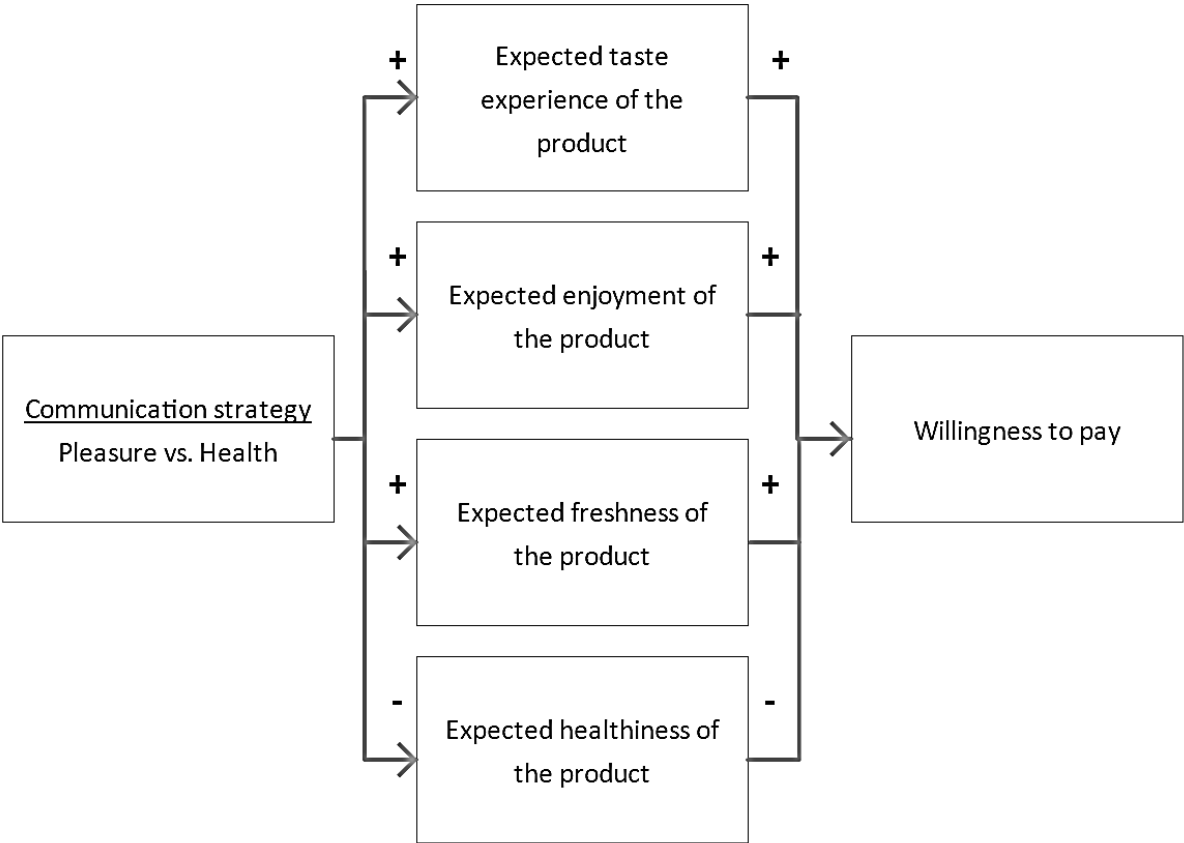 +
Expected taste
experience of the
product
+
+
Expected enjoyment of
the product
+
Communication strategy
Pleasure vs. Health
Willingness to pay
+
Expected freshness of
the product
+
-
Expected healthiness of
the product
-